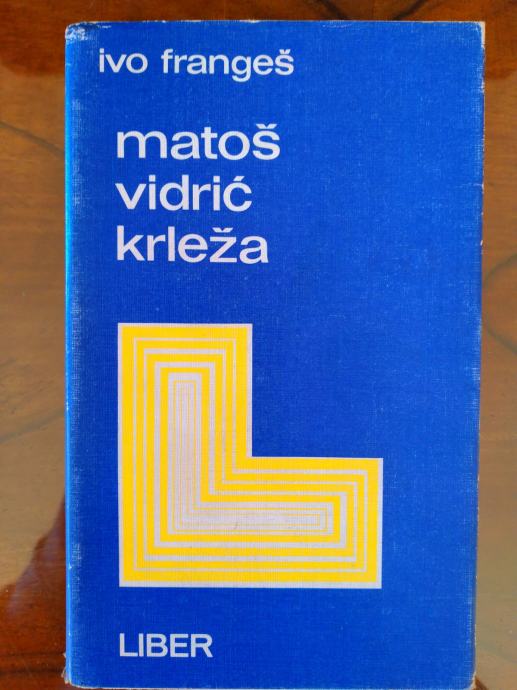 ivo frangeš
matoš
vidrić
krleža
LIBER